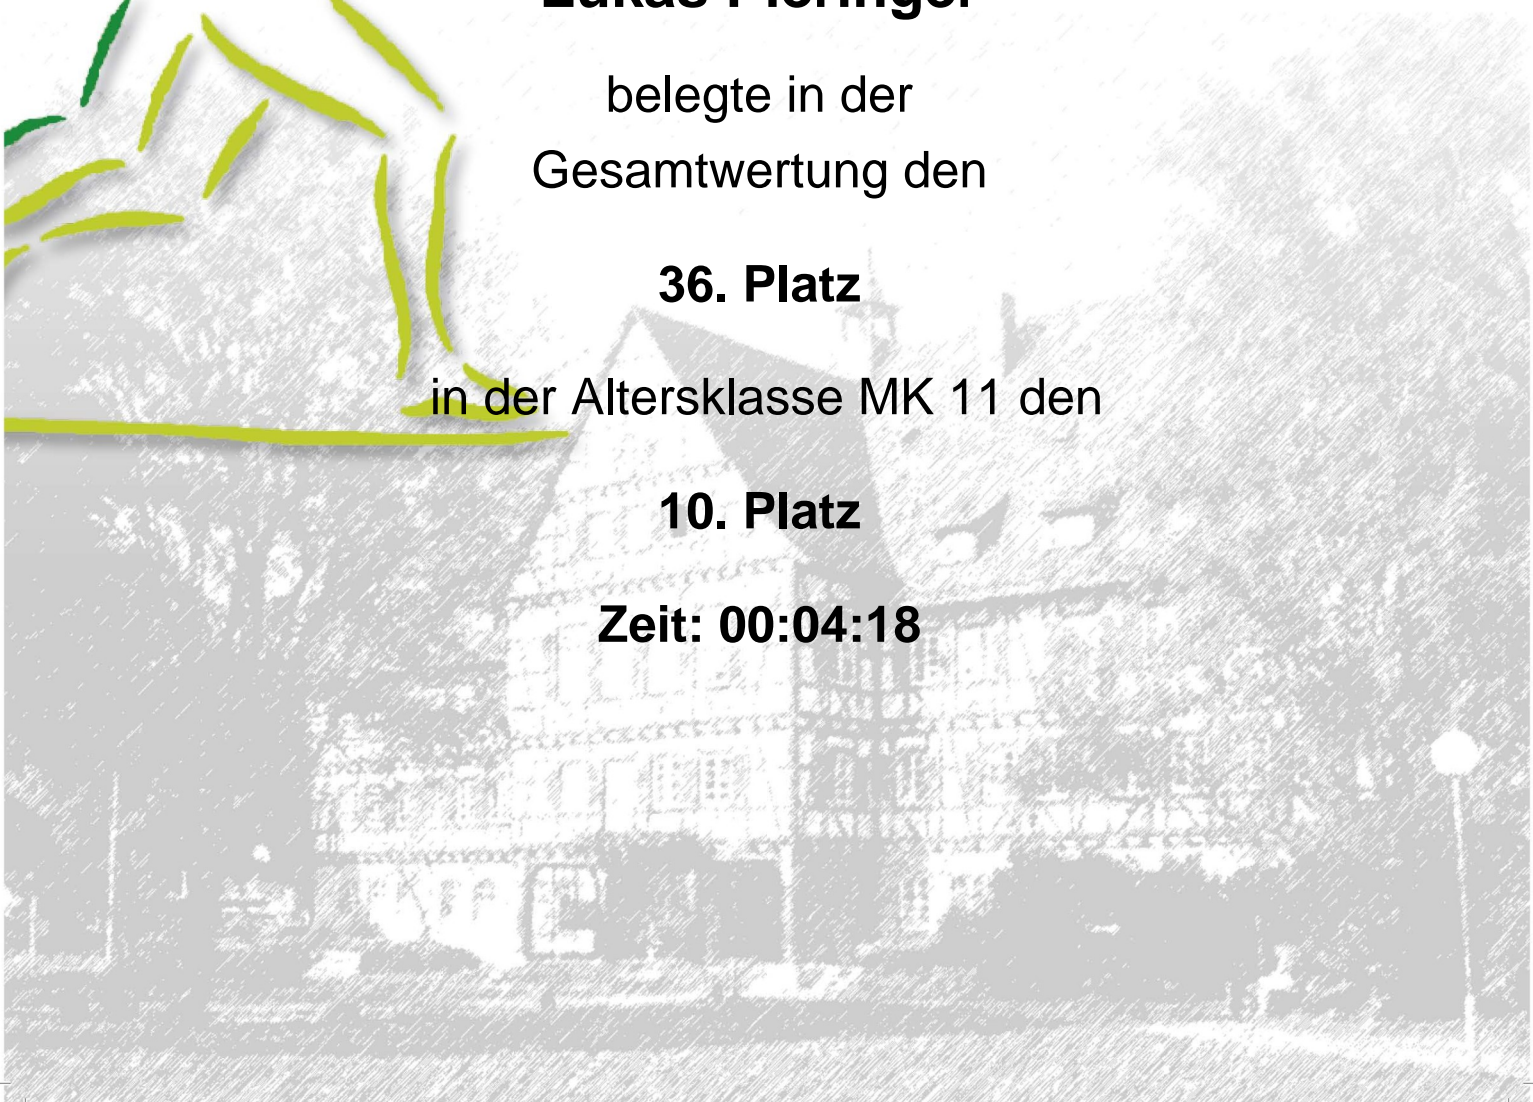 Lukas
belegte in der
Gesamtwertung den
36. Platz
in der Altersklasse MK 11 den
10. Platz
Zeit: 00:04:18